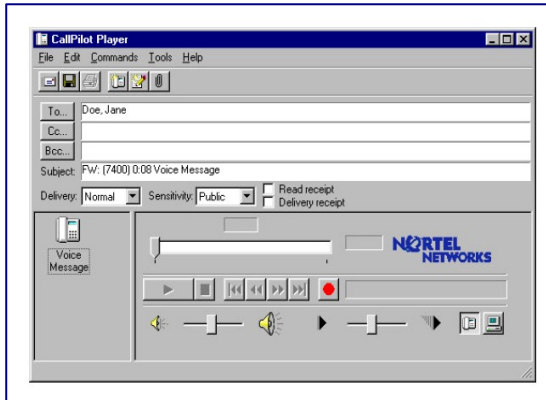 CallPilot Player
File Edit Commands Tools Help
To... Doe, Jane
Cc...
Bcc...
Subject: FW: (7400) 0:08 Voice Message
Delivery: Normal Sensitivity: Public Read receipt
Delivery receipt
Voice
Message
NORTEL
NETWORKS